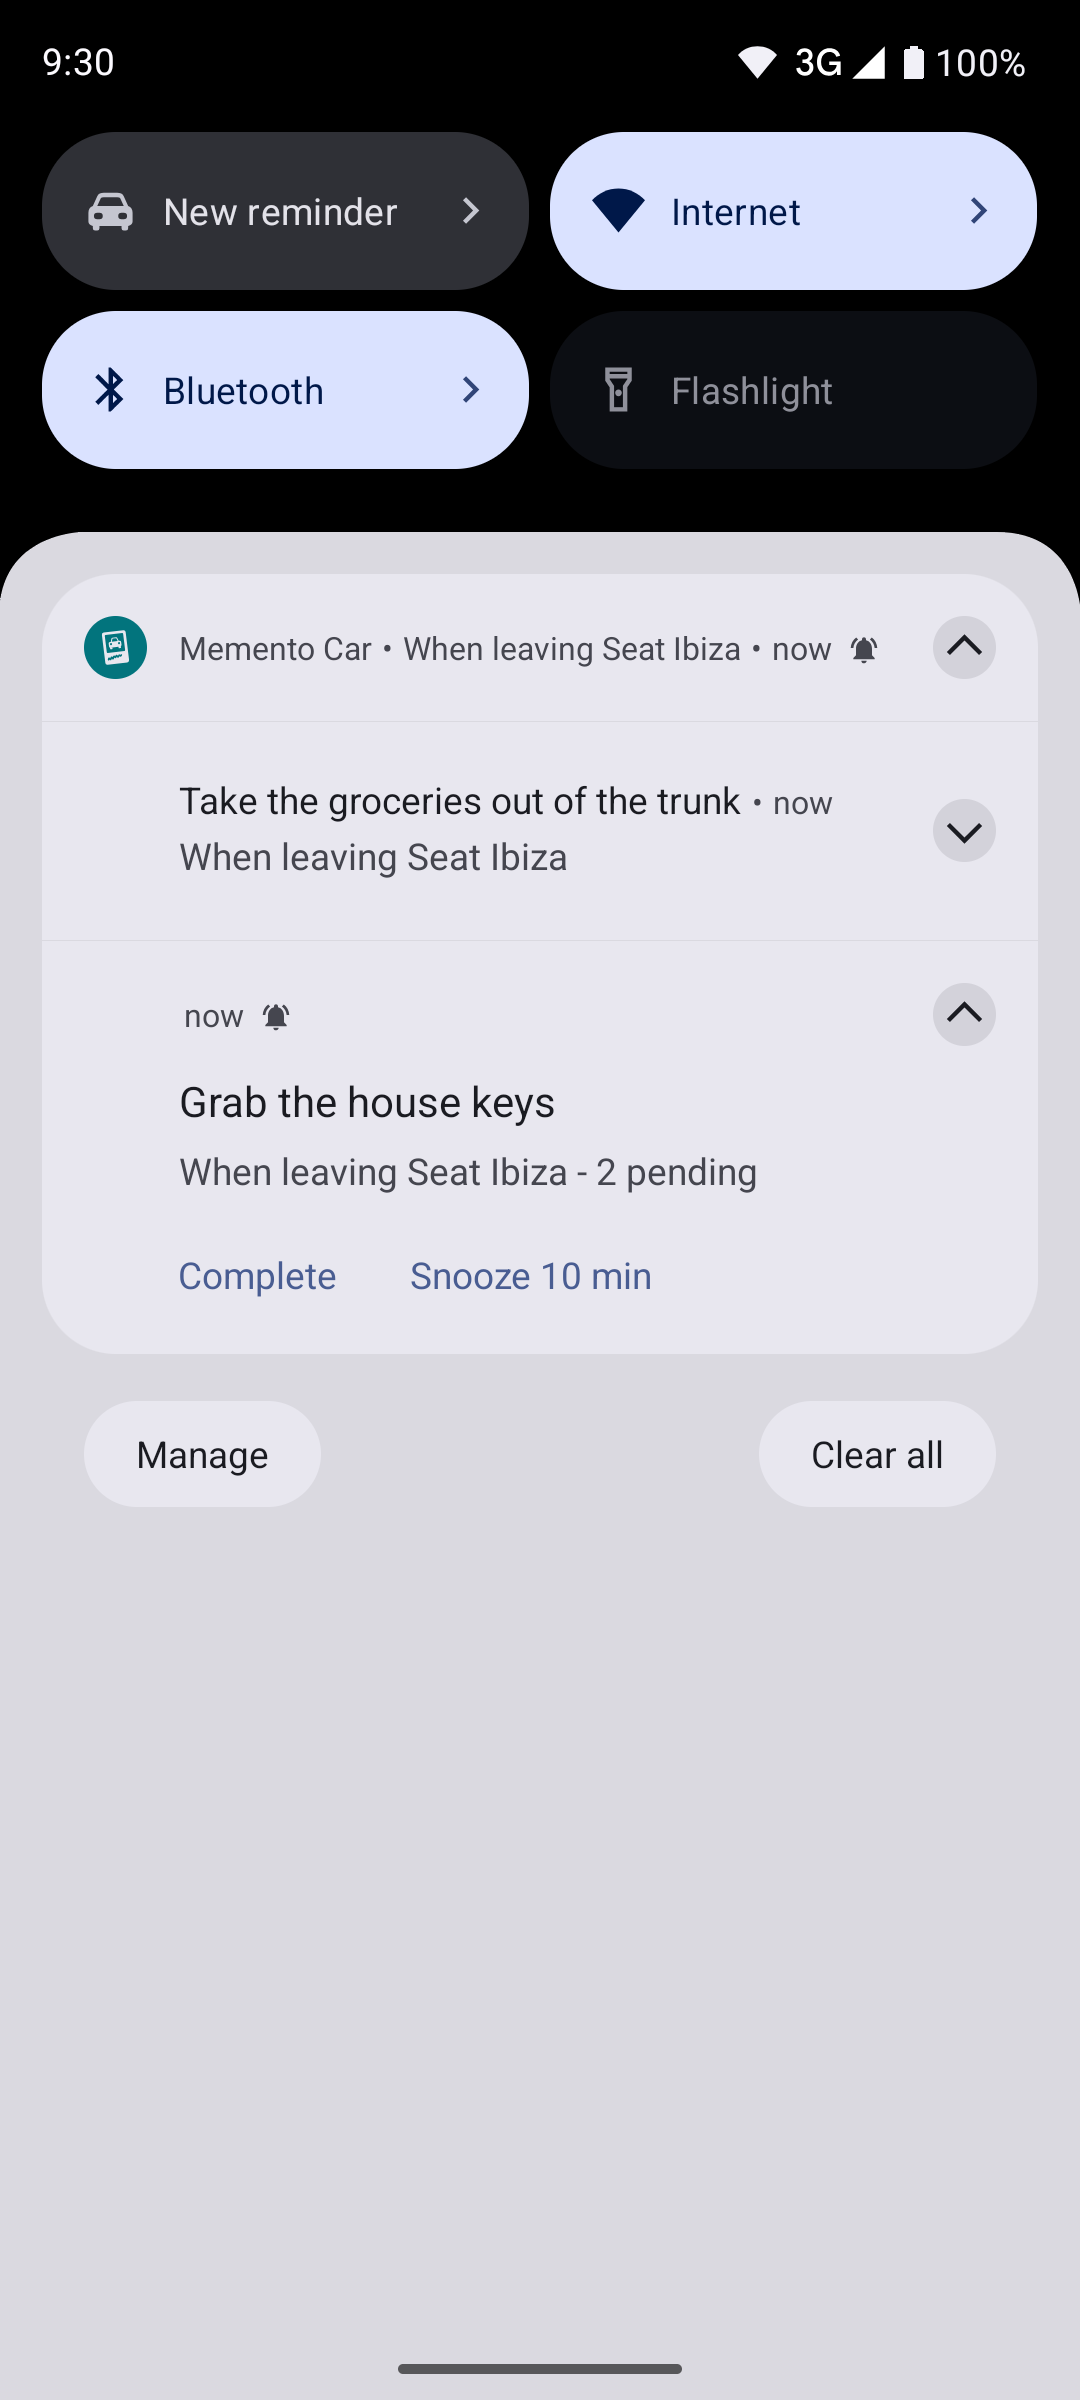 9:30
3G 100%
New reminder
Internet
Bluetooth
Flashlight
Memento Car • When leaving Seat Ibiza • now
Take the groceries out of the trunk • now
When leaving Seat Ibiza
now
Grab the house keys
When leaving Seat Ibiza - 2 pending
Complete
Snooze 10 min
Manage
Clear all